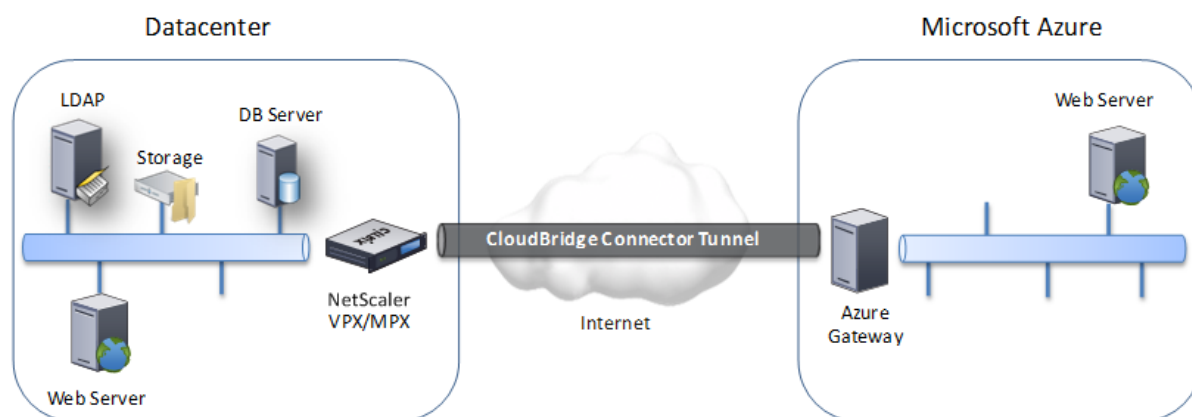 Datacenter
Microsoft Azure
LDAP
DB Server
Storage
Web Server
citrix
CloudBridge Connector Tunnel
NetScaler
VPX/MPX
Internet
Azure
Gateway
Web Server